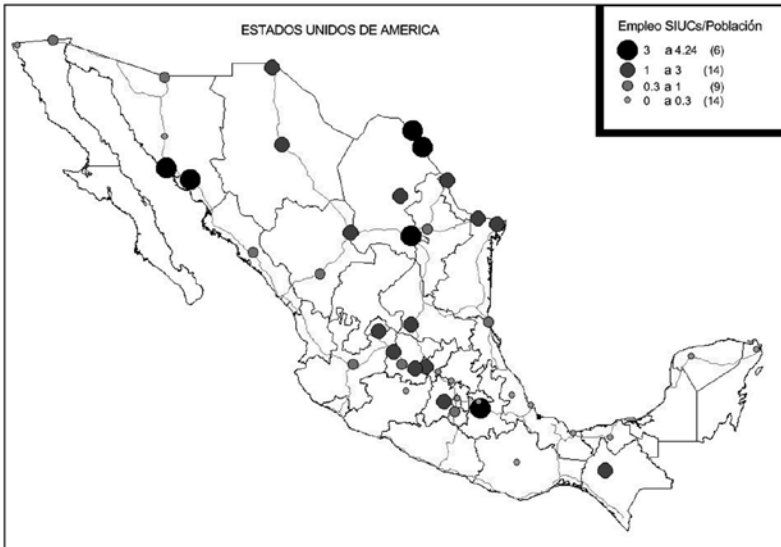 ESTADOS UNIDOS DE AMERICA
Empleo SIUCs/Población
3 a 4.24 (6)
1 a 3 (14)
0.3 a 1 (9)
0 a 0.3 (14)